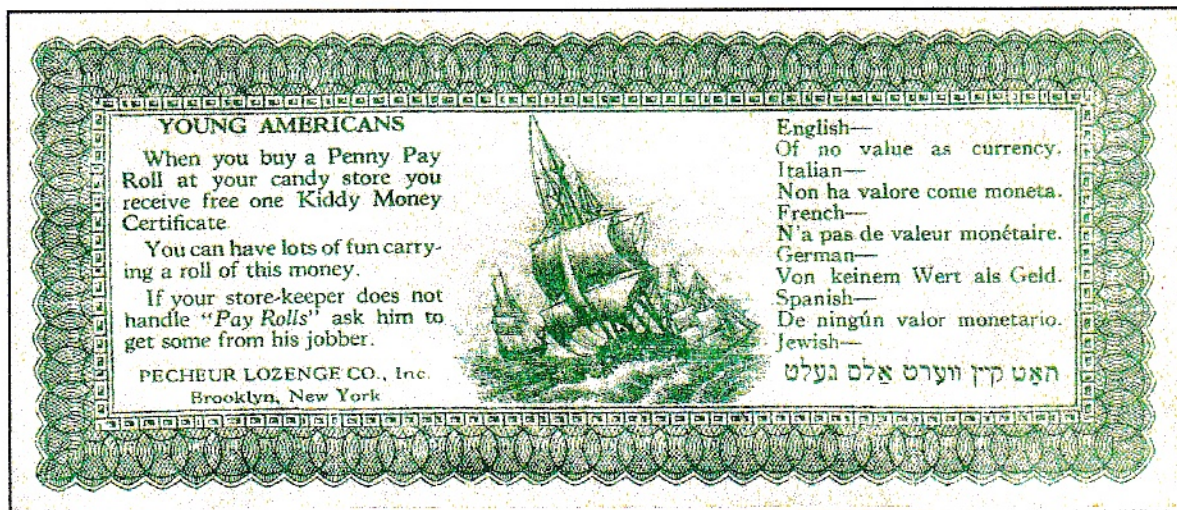 YOUNG AMERICANS
When you buy a Penny Pay
Roll at your candy store you
receive free one Kiddy Money
Certificate
You can have lots of fun carry-
ing a roll of this money.
If your store-keeper does not
handle "Pay Rolls" ask him to
get some from his jobber.
PECHEUR LOZENGE CO., Inc.
Brooklyn, New York
English—
Of no value as currency.
Italian—
Non ha valore come moneta.
French—
N'a pas de valeur monétaire.
German—
Von keinem Wert als Geld.
Spanish—
De ningún valor monetario.
Jewish—
האָט קיין ווערט אַלס געלט